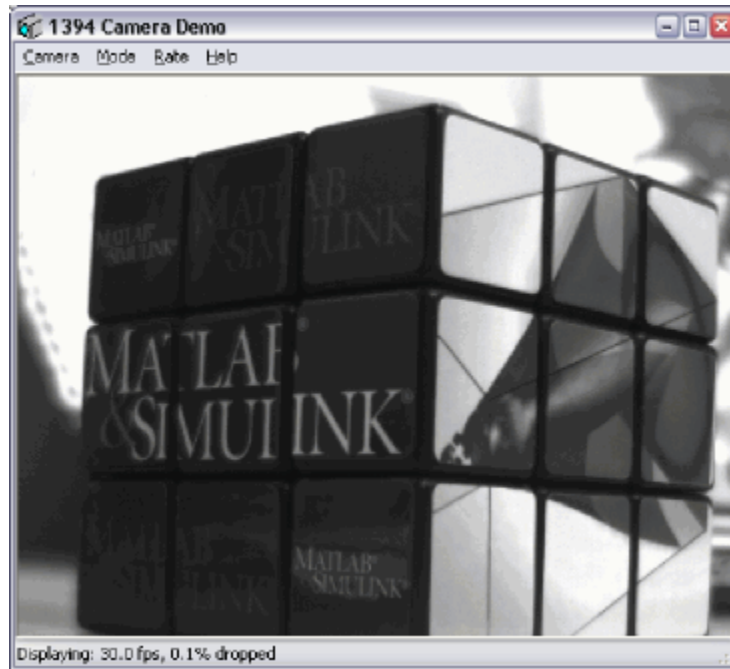 1394 Camera Demo
Camera Mode Rate Help
MATLAB®
SIMULINK®
MATLAB
&SIMULINK®
MATLAB®
&SIMULINK®
SIMULINK
MATLAB®
SIMULINK®
Displaying: 30.0 fps, 0.1% dropped